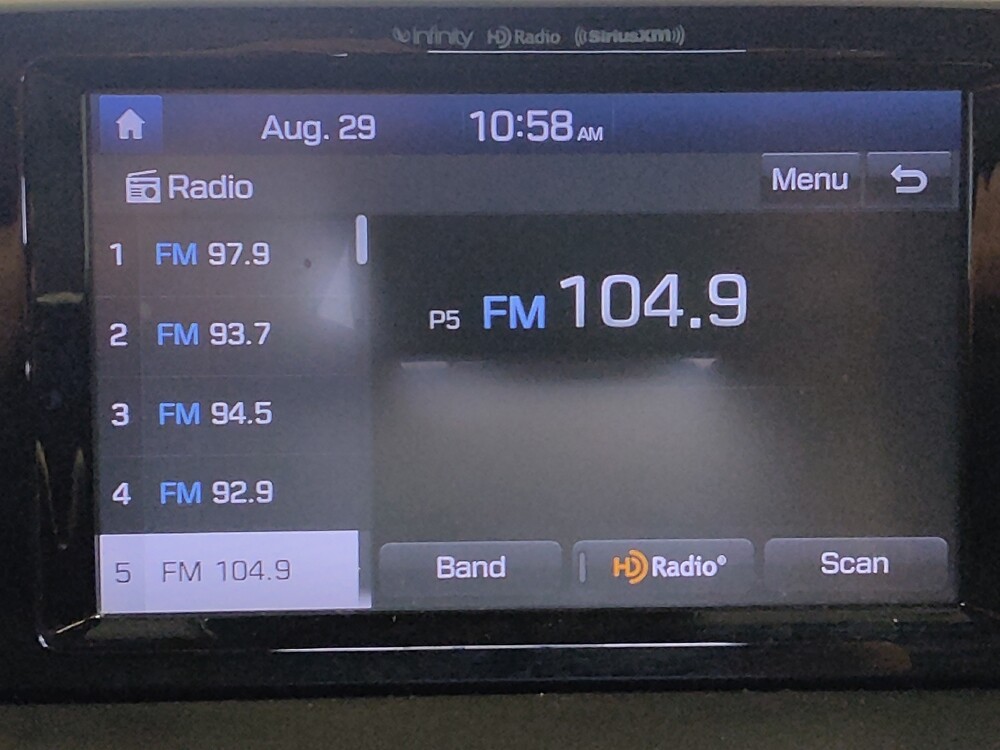 Infinity HD Radio ((SiriusXM))
Aug. 29 10:58 AM
Radio
Menu
1 FM 97.9
2 FM 93.7
3 FM 94.5
4 FM 92.9
5 FM 104.9
P5 FM 104.9
Band
HD Radio®
Scan